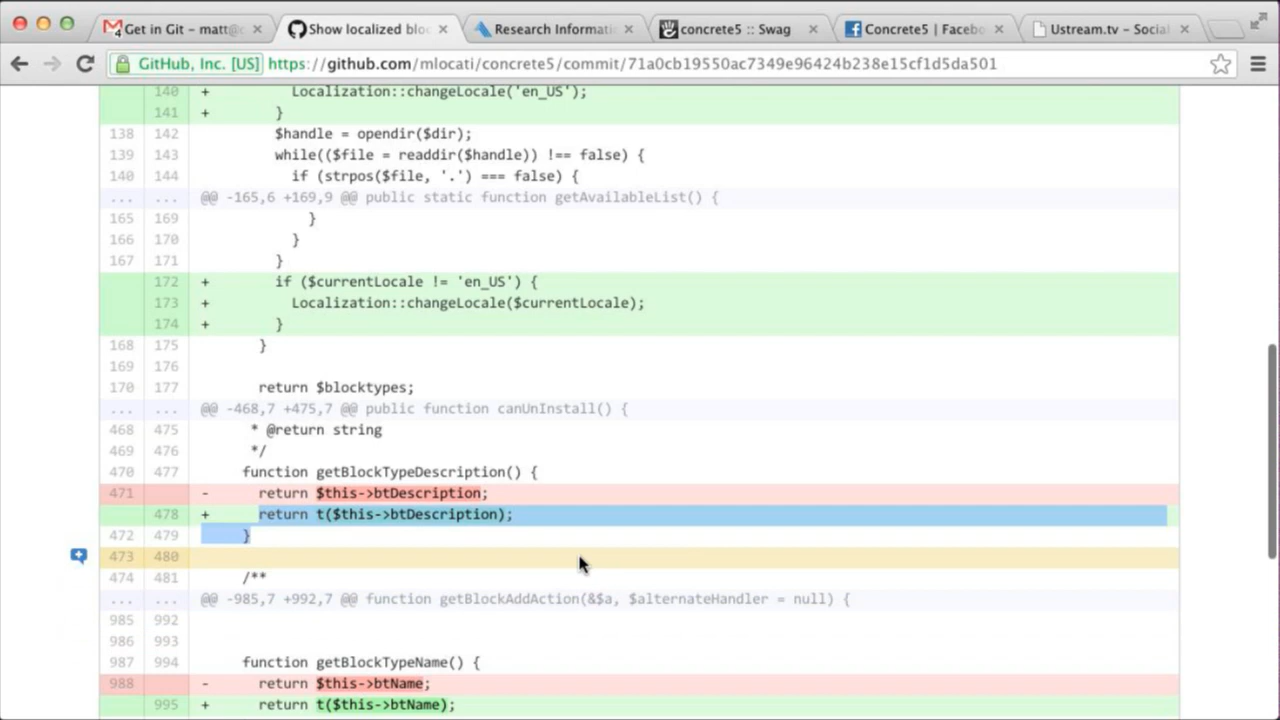 Get in Git – matt@c
Show localized bloc
Research Informati
concrete5 :: Swag
Concrete5 | Facebo
Ustream.tv – Social
GitHub, Inc. [US] https://github.com/mlocati/concrete5/commit/71a0cb19550ac7349e96424b238e15cf1d5da501
140 + Localization::changeLocale('en_US');
141 + }
138 142 $handle = opendir($dir);
139 143 while(($file = readdir($handle)) !== false) {
140 144 if (strpos($file, '.') === false) {
... ... @@ -165,6 +169,9 @@ public static function getAvailableList() {
165 169 }
166 170 }
167 171 }
172 + if ($currentLocale != 'en_US') {
173 + Localization::changeLocale($currentLocale);
174 + }
168 175 }
169 176
170 177 return $blocktypes;
... ... @@ -468,7 +475,7 @@ public function canUnInstall() {
468 475 * @return string
469 476 */
470 477 function getBlockTypeDescription() {
471 - return $this->btDescription;
478 + return t($this->btDescription);
472 479 }
473 480
474 481 /**
... ... @@ -985,7 +992,7 @@ function getBlockAddAction(&$a, $alternateHandler = null) {
985 992
986 993
987 994 function getBlockTypeName() {
988 - return $this->btName;
995 + return t($this->btName);